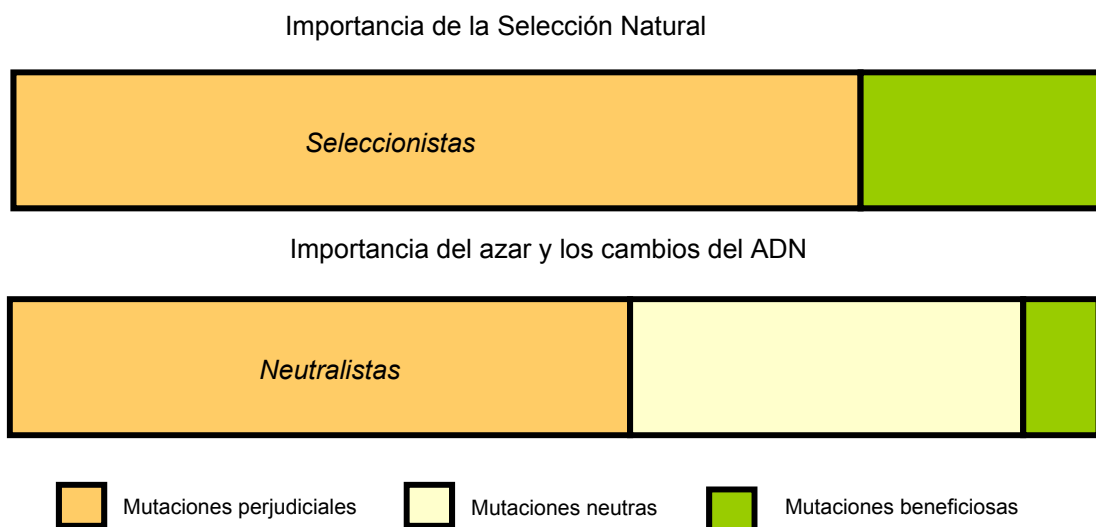 Importancia de la Selección Natural
Seleccionistas
Importancia del azar y los cambios del ADN
Neutralistas
Mutaciones perjudiciales Mutaciones neutras Mutaciones beneficiosas